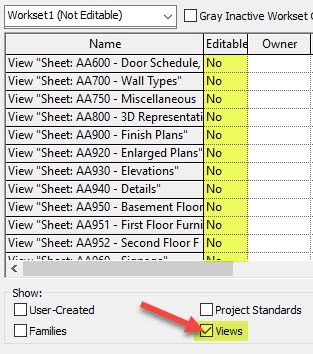 Workset1 (Not Editable) Gray Inactive Workset
Name Editable Owner
View "Sheet: AA600 - Door Schedule, No
View "Sheet: AA700 - Wall Types" No
View "Sheet: AA750 - Miscellaneous No
View "Sheet: AA800 - 3D Representati No
View "Sheet: AA900 - Finish Plans" No
View "Sheet: AA920 - Enlarged Plans" No
View "Sheet: AA930 - Elevations" No
View "Sheet: AA940 - Details" No
View "Sheet: AA950 - Basement Floor No
View "Sheet: AA951 - First Floor Furni No
View "Sheet: AA952 - Second Floor F No
View "Sheet: AA960 - Signage" No
Show:
User-Created Project Standards
Families Views